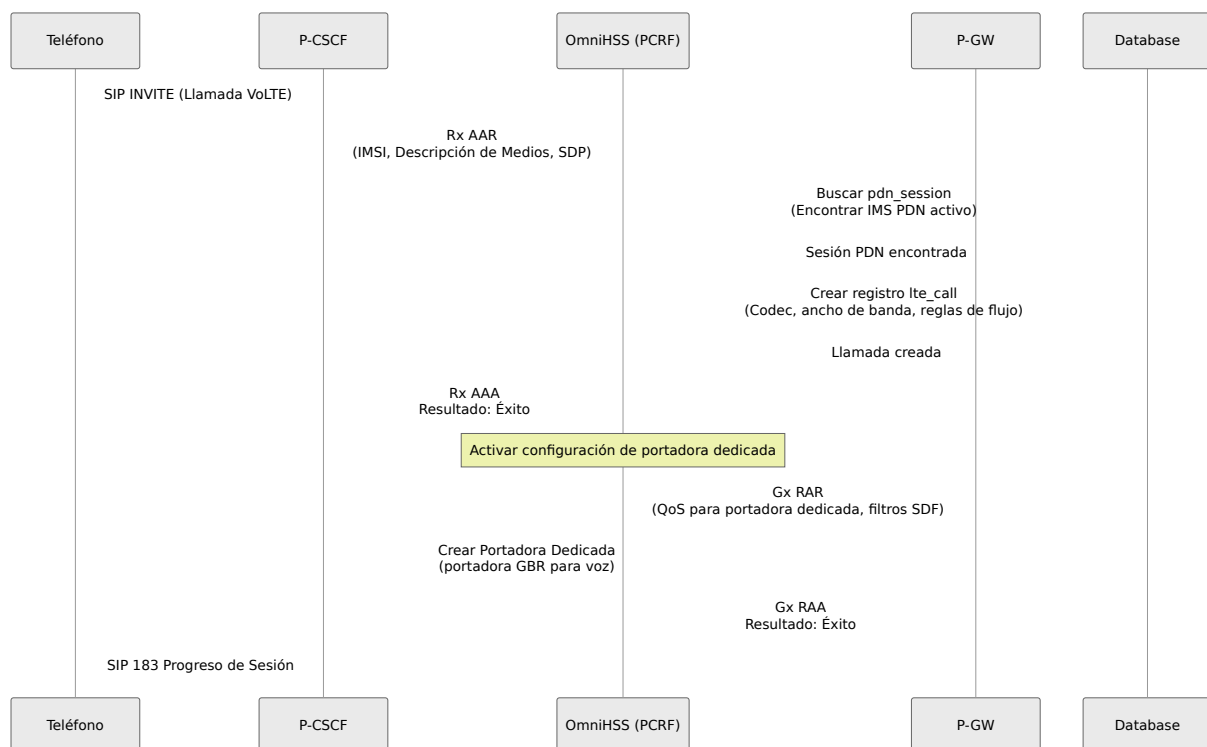 Teléfono
P-CSCF
OmniHSS (PCRF)
P-GW
Database
SIP INVITE (Llamada VoLTE)
Rx AAR
(IMSI, Descripción de Medios, SDP)
Buscar pdn_session
(Encontrar IMS PDN activo)
Sesión PDN encontrada
Crear registro lte_call
(Codec, ancho de banda, reglas de flujo)
Llamada creada
Rx AAA
Resultado: Éxito
Activar configuración de portadora dedicada
Gx RAR
(QoS para portadora dedicada, filtros SDF)
Crear Portadora Dedicada
(portadora GBR para voz)
Gx RAA
Resultado: Éxito
SIP 183 Progreso de Sesión
Teléfono
P-CSCF
OmniHSS (PCRF)
P-GW
Database